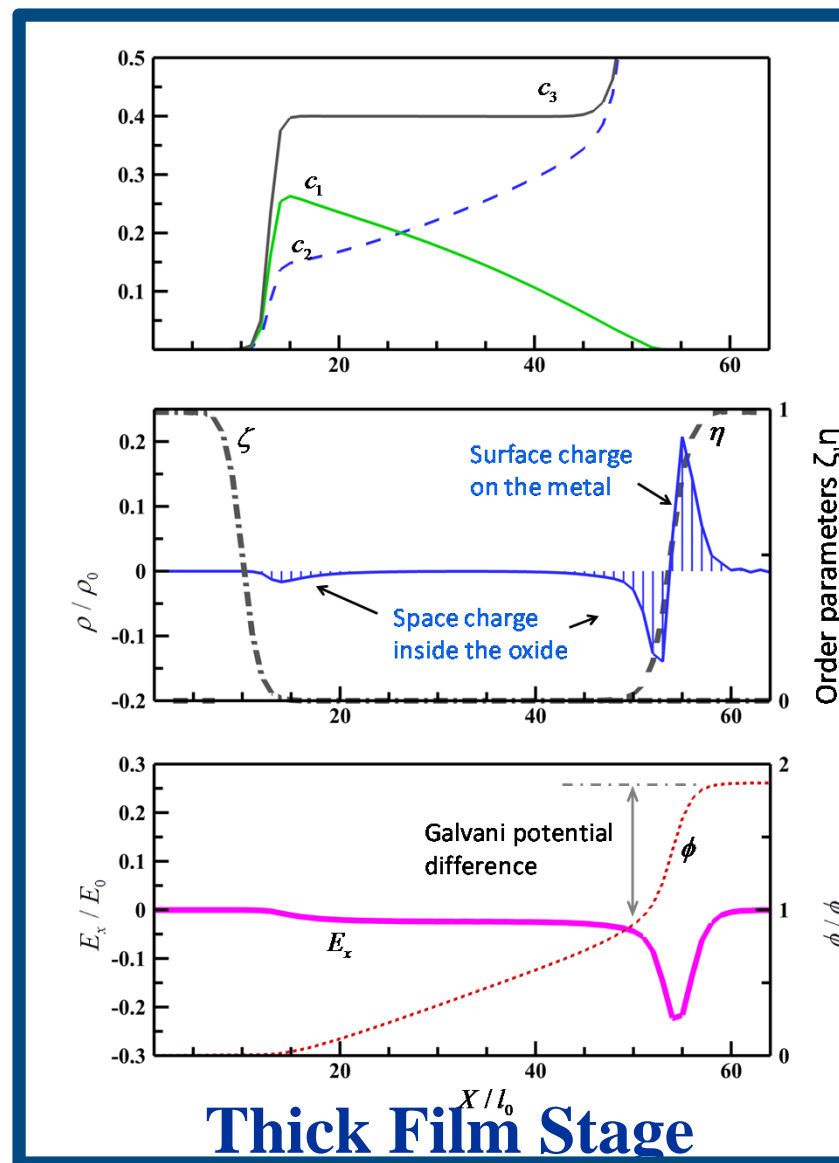 0.5
0.4
0.3
0.2
0.1
c3
c1
c2
20 40 60
0.2
0.1
0
-0.1
-0.2
ρ / ρ0
ζ
η
Surface charge
on the metal
Space charge
inside the oxide
1
0
Order parameters ζ,η
20 40 60
0.3
0.2
0.1
0
-0.1
-0.2
-0.3
Ex / E0
Galvani potential
difference
ϕ
Ex
2
1
0
20 30 40 50 60
X / l0
Thick Film Stage